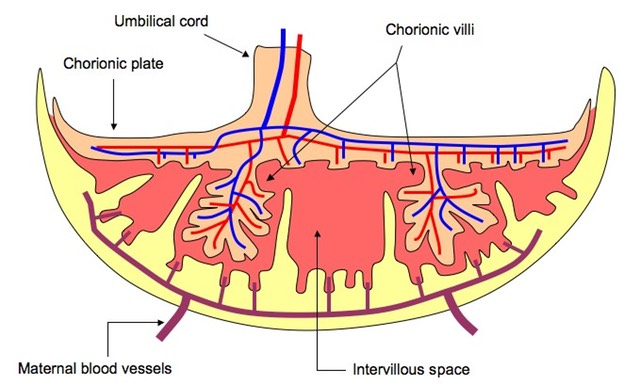 Umbilical cord
Chorionic villi
Chorionic plate
Maternal blood vessels
Intervillous space